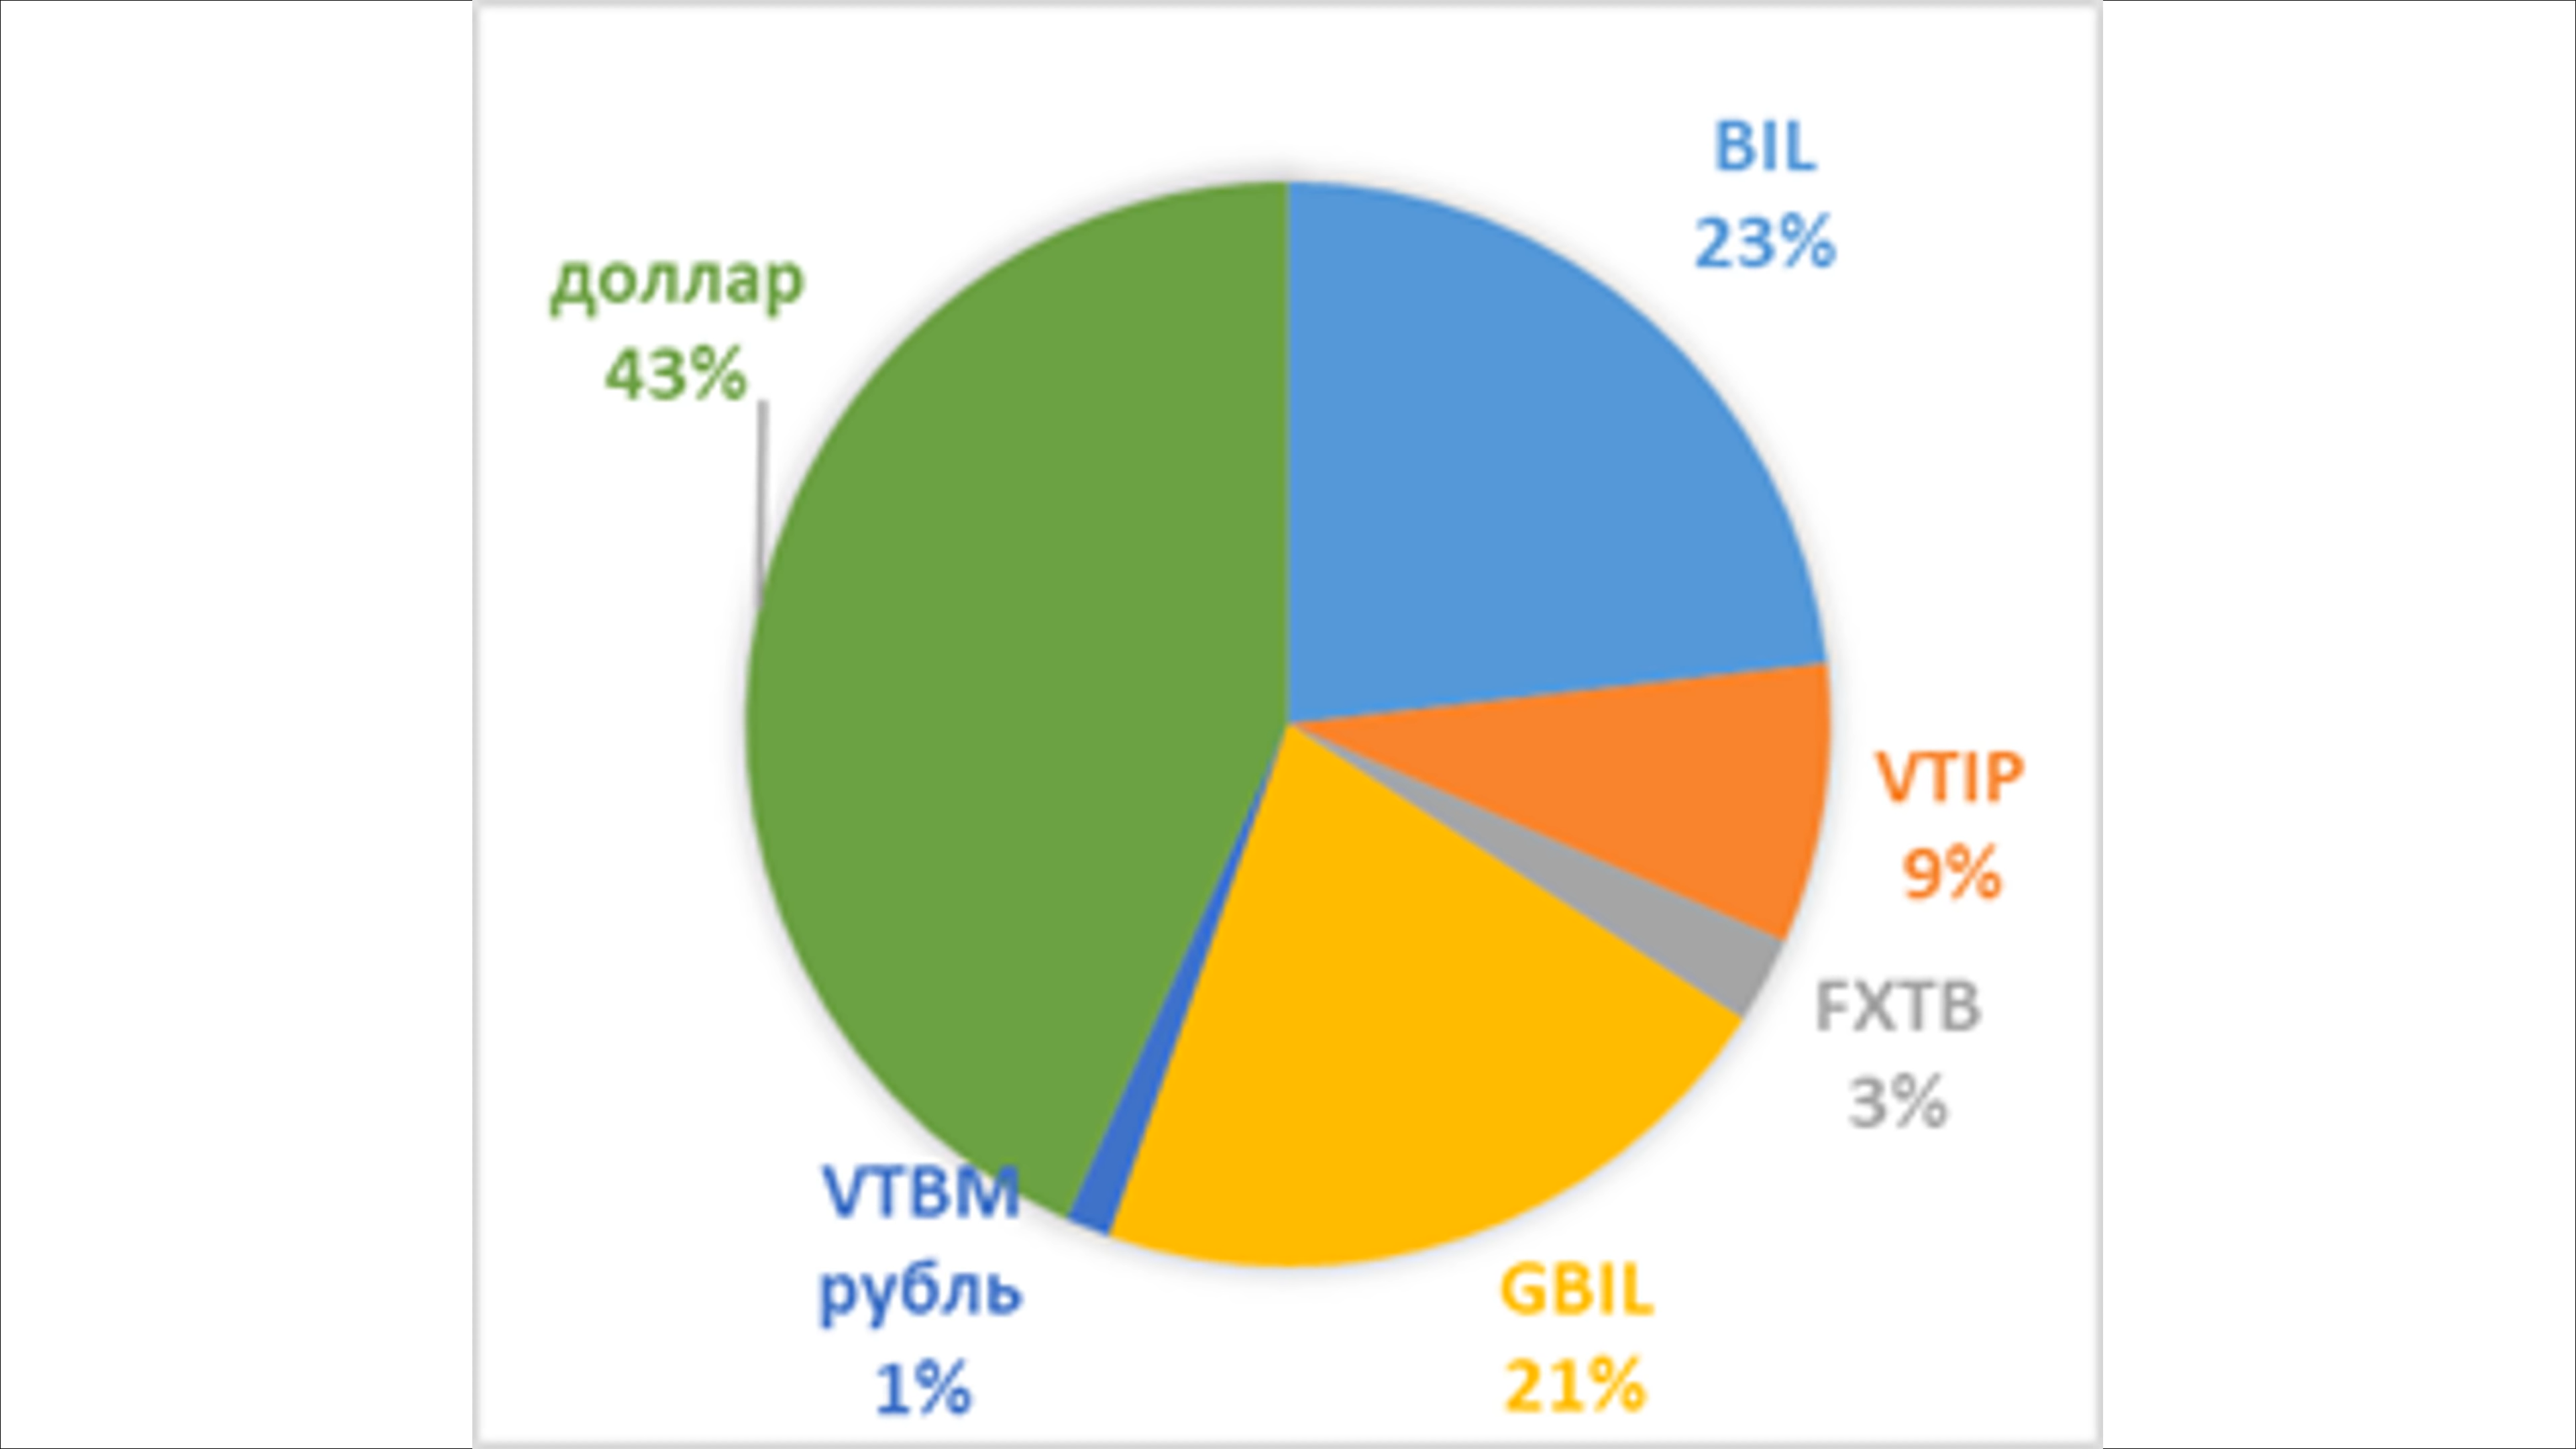 BIL
23%
доллар
43%
VTIP
9%
FXTB
3%
VTBM
рубль
1%
GBIL
21%